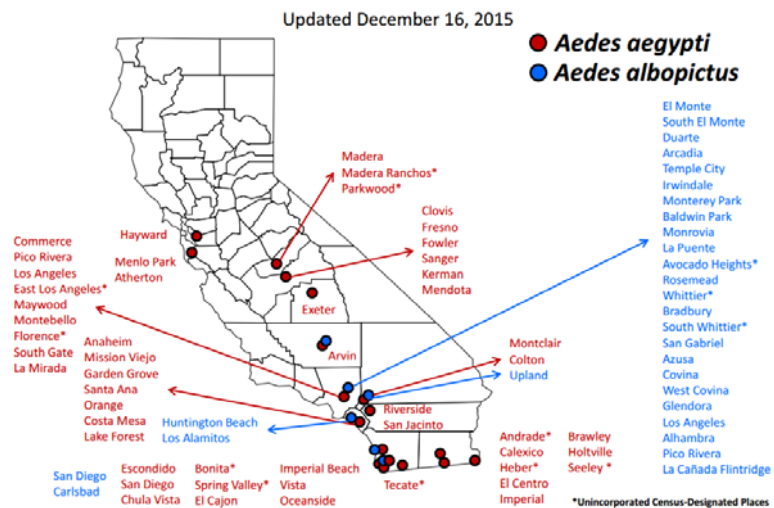 Updated December 16, 2015
Aedes aegypti
Aedes albopictus
Madera
Madera Ranchos*
Parkwood*
Clovis
Fresno
Fowler
Sanger
Kerman
Mendota
Hayward
Menlo Park
Atherton
Exeter
Arvin
Commerce
Pico Rivera
Los Angeles
East Los Angeles*
Maywood
Montebello
Florence*
South Gate
La Mirada
Anaheim
Mission Viejo
Garden Grove
Santa Ana
Orange
Costa Mesa
Lake Forest
Huntington Beach
Los Alamitos
Montclair
Colton
Upland
Riverside
San Jacinto
El Monte
South El Monte
Duarte
Arcadia
Temple City
Irwindale
Monterey Park
Baldwin Park
Monrovia
La Puente
Avocado Heights*
Rosemead
Whittier*
Bradbury
South Whittier*
San Gabriel
Azusa
Covina
West Covina
Glendora
Los Angeles
Alhambra
Pico Rivera
La Cañada Flintridge
San Diego
Carlsbad
Escondido
San Diego
Chula Vista
Bonita*
Spring Valley*
El Cajon
Imperial Beach
Vista
Oceanside
Tecate*
Andrade*
Calexico
Heber*
El Centro
Imperial
Brawley
Holtville
Seeley*
*Unincorporated Census-Designated Places